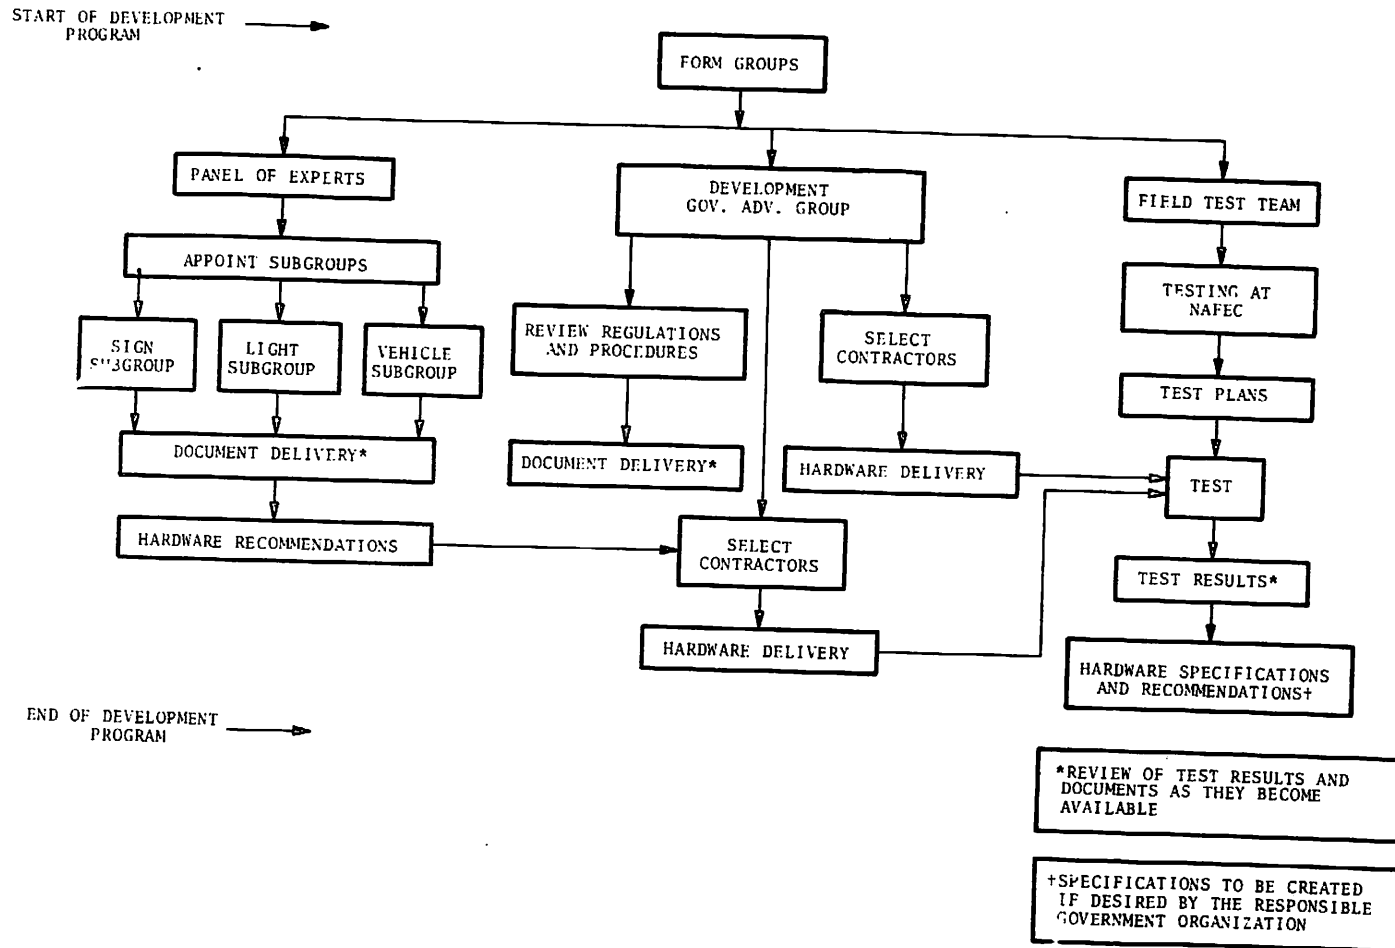 START OF DEVELOPMENT
PROGRAM
FORM GROUPS
PANEL OF EXPERTS
DEVELOPMENT
GOV. ADV. GROUP
FIELD TEST TEAM
APPOINT SUBGROUPS
TESTING AT
NAFEC
SIGN
SUBGROUP
LIGHT
SUBGROUP
VEHICLE
SUBGROUP
REVIEW REGULATIONS
AND PROCEDURES
SELECT
CONTRACTORS
TEST PLANS
DOCUMENT DELIVERY*
DOCUMENT DELIVERY*
HARDWARE DELIVERY
TEST
HARDWARE RECOMMENDATIONS
SELECT
CONTRACTORS
TEST RESULTS*
HARDWARE DELIVERY
HARDWARE SPECIFICATIONS
AND RECOMMENDATIONS†
END OF DEVELOPMENT
PROGRAM
*REVIEW OF TEST RESULTS AND
DOCUMENTS AS THEY BECOME
AVAILABLE
†SPECIFICATIONS TO BE CREATED
IF DESIRED BY THE RESPONSIBLE
GOVERNMENT ORGANIZATION